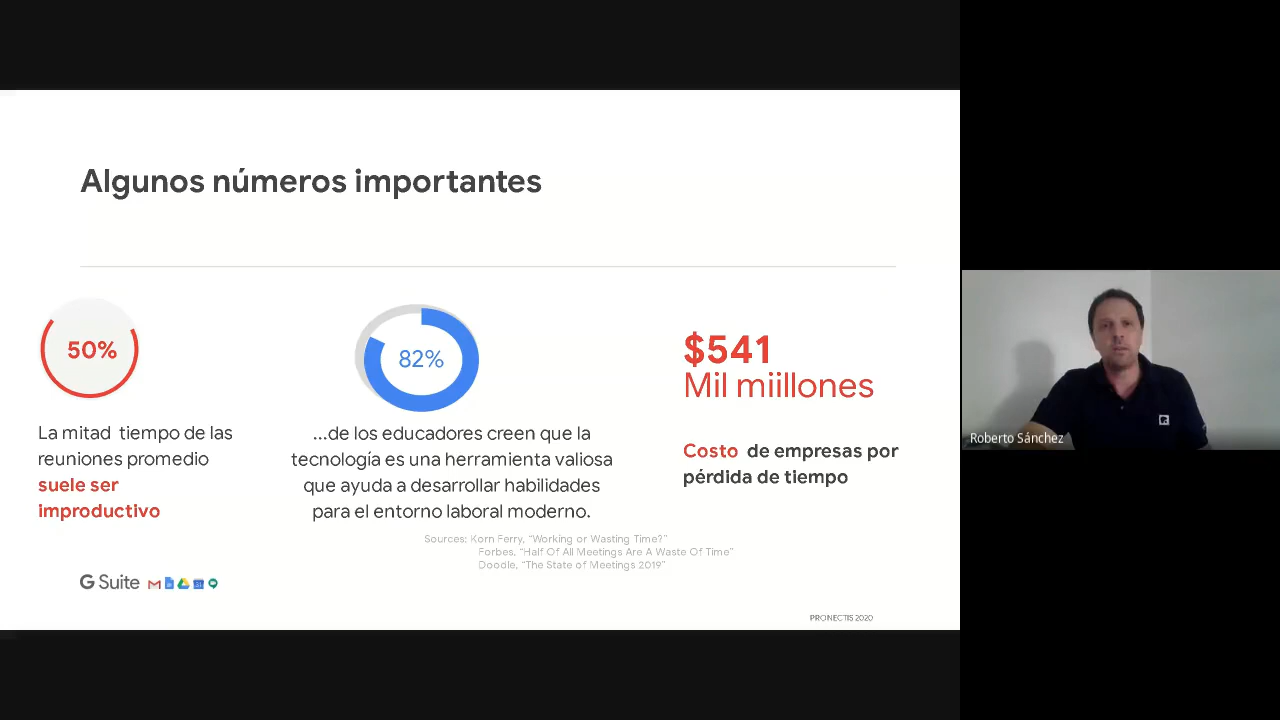 Algunos números importantes
50%
La mitad tiempo de las
reuniones promedio
suele ser
improductivo
82%
...de los educadores creen que la
tecnología es una herramienta valiosa
que ayuda a desarrollar habilidades
para el entorno laboral moderno.
$541
Mil miillones
Costo de empresas por
pérdida de tiempo
Sources: Korn Ferry, “Working or Wasting Time?”
Forbes, “Half Of All Meetings Are A Waste Of Time”
Doodle, “The State of Meetings 2019”
G Suite
PRONECTIS 2020
Roberto Sánchez